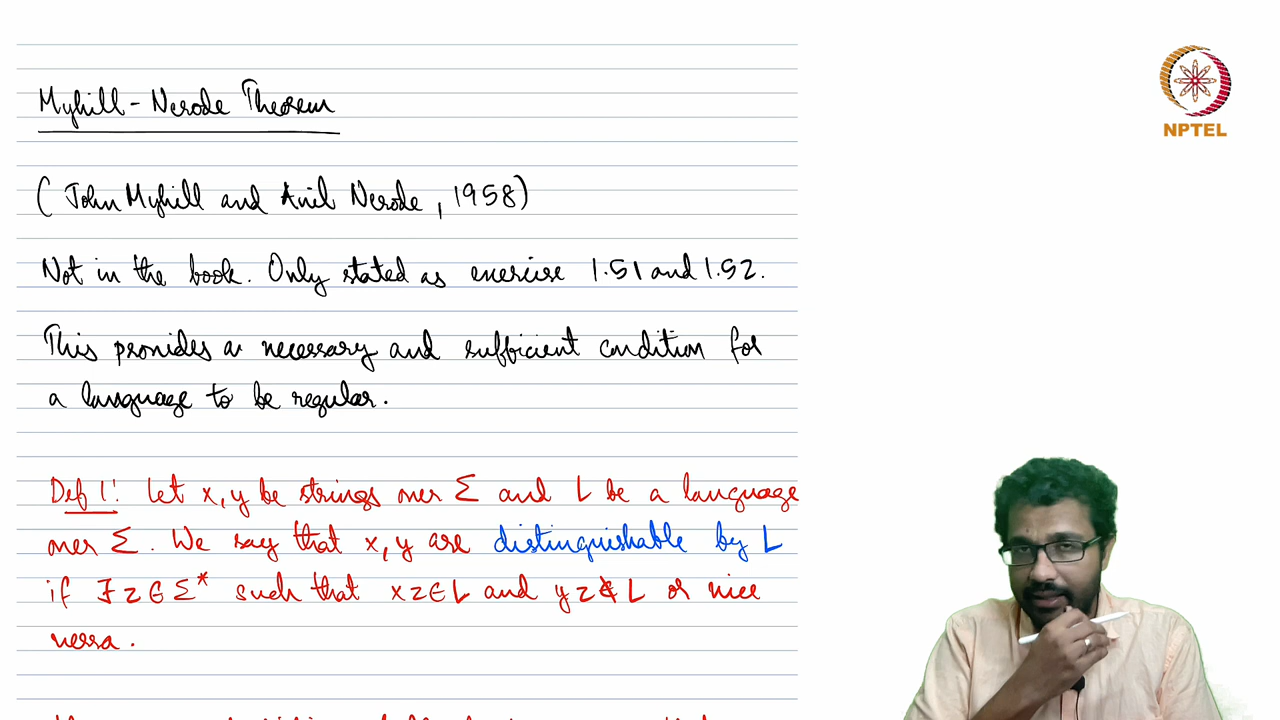 Myhill-Nerode Theorem
NPTEL
(John Myhill and Anil Nerode, 1958)
Not in the book. Only stated as exercise 1.51 and 1.52.
This provides a necessary and sufficient condition for
a language to be regular.
Def 1: Let x, y be strings over Σ and L be a language
over Σ. We say that x, y are distinguishable by L
if ∃ z ∈ Σ* such that xz ∈ L and yz ∉ L or vice
versa.